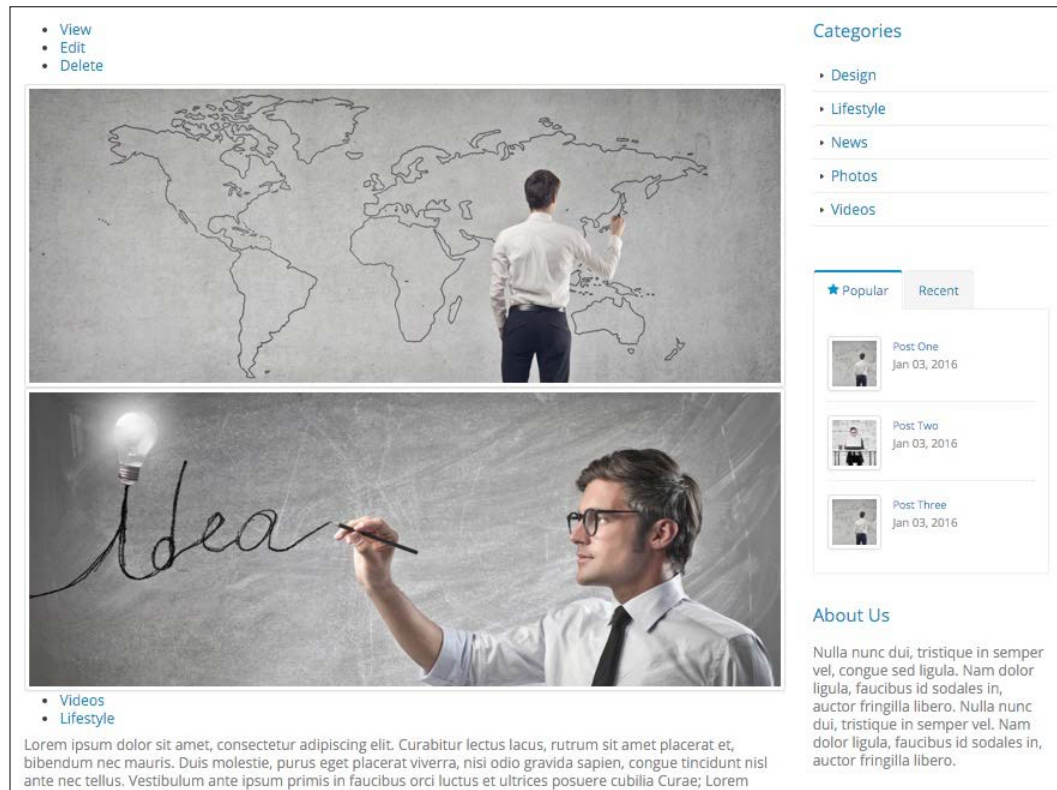 View
Edit
Delete
idea
Videos
Lifestyle
Lorem ipsum dolor sit amet, consectetur adipiscing elit. Curabitur lectus lacus, rutrum sit amet placerat et,
bibendum nec mauris. Duis molestie, purus eget placerat viverra, nisi odio gravida sapien, congue tincidunt nisl
ante nec tellus. Vestibulum ante ipsum primis in faucibus orci luctus et ultrices posuere cubilia Curae; Lorem
Categories
Design
Lifestyle
News
Photos
Videos
Popular
Recent
Post One
Jan 03, 2016
Post Two
Jan 03, 2016
Post Three
Jan 03, 2016
About Us
Nulla nunc dui, tristique in semper
vel, congue sed ligula. Nam dolor
ligula, faucibus id sodales in,
auctor fringilla libero. Nulla nunc
dui, tristique in semper vel. Nam
dolor ligula, faucibus id sodales in,
auctor fringilla libero.